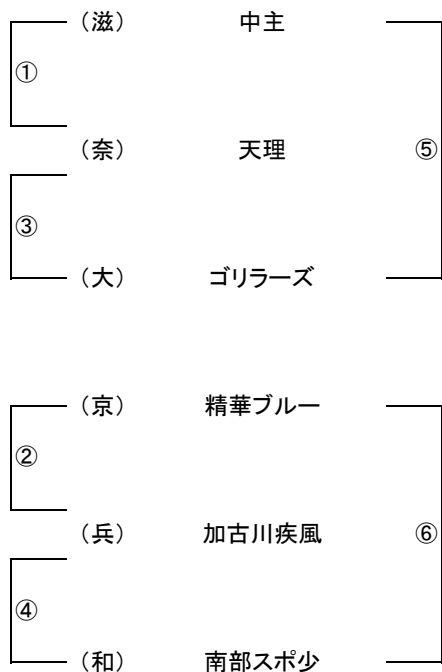 （滋） 中主
①
（奈） 天理 ⑤
③
（大） ゴリラーズ
（京） 精華ブルー
②
（兵） 加古川疾風 ⑥
④
（和） 南部スポ少